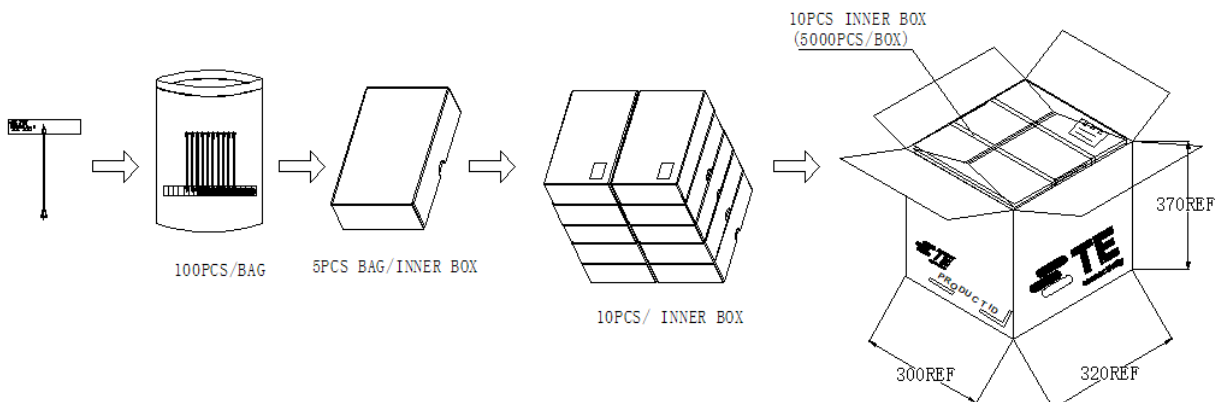 10PCS INNER BOX
(5000PCS/BOX)
100PCS/BAG
5PCS BAG/INNER BOX
10PCS/ INNER BOX
TE
PRODUCT ID
TE
connectivity
370REF
300REF
320REF